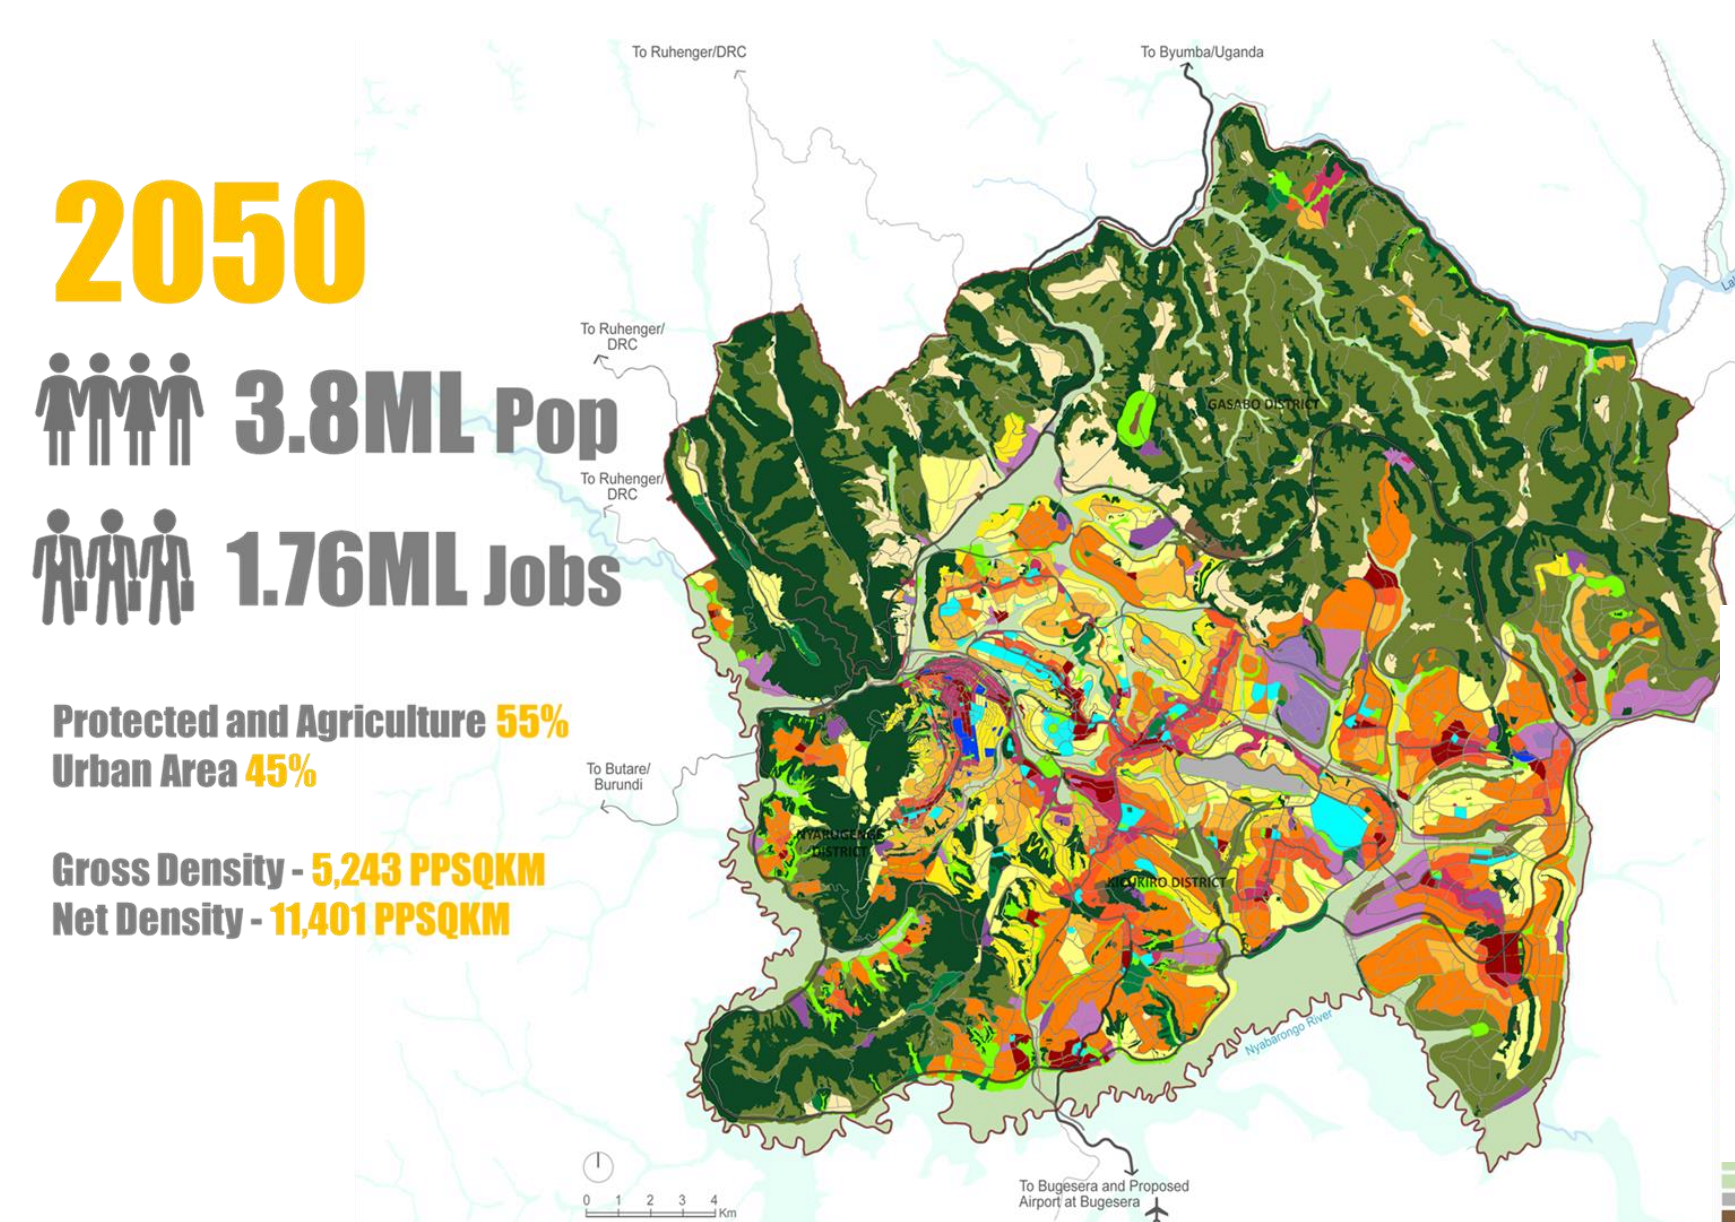 To Ruhenger/DRC
To Byumba/Uganda
2050
To Ruhenger/
DRC
3.8ML Pop
GASABO DISTRICT
To Ruhenger/
DRC
1.76ML Jobs
Protected and Agriculture 55%
Urban Area 45%
To Butare/
Burundi
NYARUGENGE
DISTRICT
Gross Density - 5,243 PPSQKM
Net Density - 11,401 PPSQKM
KICUKIRO DISTRICT
Nyabarongo River
To Bugesera and Proposed
Airport at Bugesera
0 1 2 3 4
Km